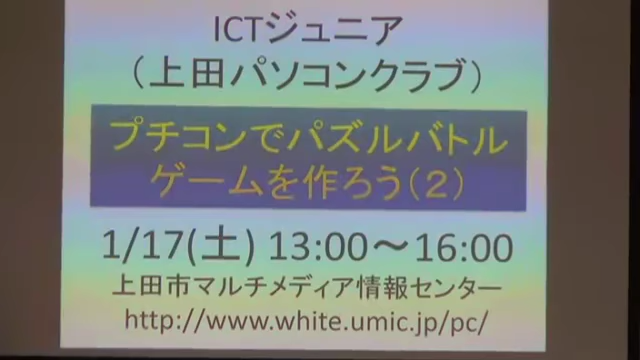 ICTジュニア
（上田パソコンクラブ）
プチコンでパズルバトル
ゲームを作ろう（２）
1/17(土) 13:00～16:00
上田市マルチメディア情報センター
http://www.white.umic.jp/pc/